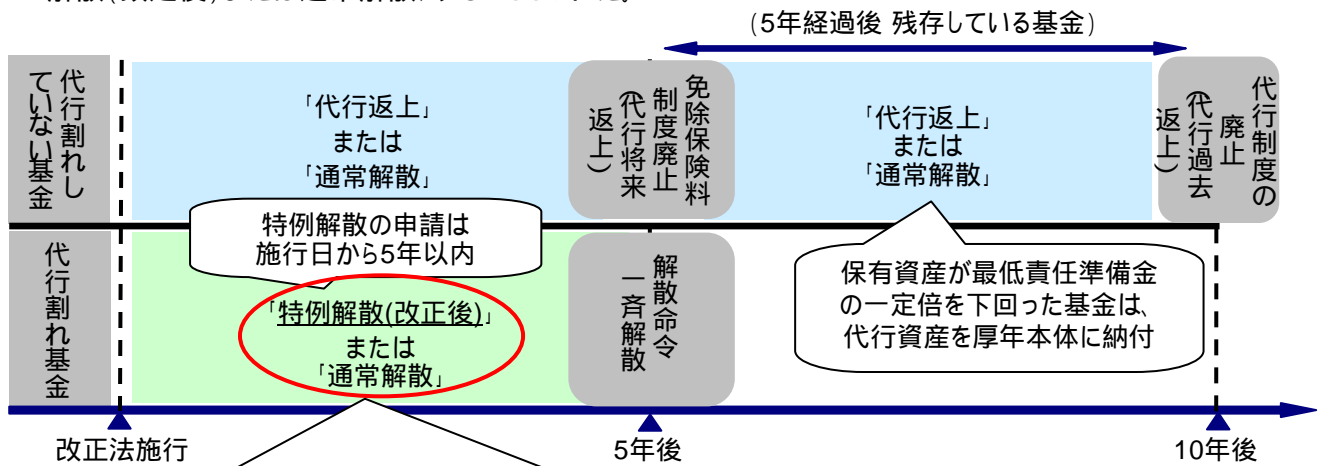 (5年経過後 残存している基金)
代行割れし
ていない基金
「代行返上」
または
「通常解散」
免除保険料
制度廃止
(代行将来
返上)
「代行返上」
または
「通常解散」
代行制度の
廃止
(代行過去
返上)
特例解散の申請は
施行日から5年以内
代行割れ基金
「特例解散(改正後)」
または
「通常解散」
解散命令
一斉解散
保有資産が最低責任準備金
の一定倍を下回った基金は、
代行資産を厚年本体に納付
改正法施行
5年後
10年後